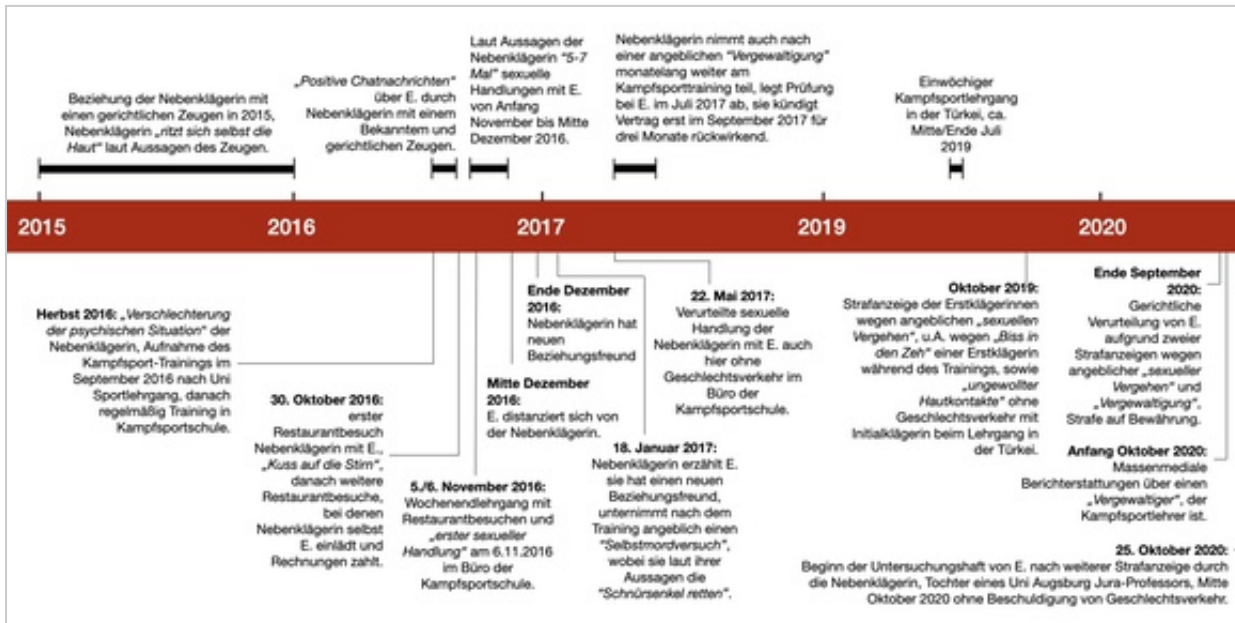 Beziehung der Nebenklägerin mit
einen gerichtlichen Zeugen in 2015,
Nebenklägerin „ritzt sich selbst die
Haut“ laut Aussagen des Zeugen.
„Positive Chatnachrichten“
über E. durch
Nebenklägerin mit einem
Bekanntem und
gerichtlichen Zeugen.
Laut Aussagen der
Nebenklägerin "5-7
Mal" sexuelle
Handlungen mit E.
von Anfang
November bis Mitte
Dezember 2016.
Nebenklägerin nimmt auch nach
einer angeblichen "Vergewaltigung"
monatelang weiter am
Kampfsporttraining teil, legt Prüfung
bei E. im Juli 2017 ab, sie kündigt
Vertrag erst im September 2017 für
drei Monate rückwirkend.
Einwöchiger
Kampfsportlehrgang
in der Türkei, ca.
Mitte/Ende Juli
2019
2015 2016 2017 2019 2020
Herbst 2016: „Verschlechterung
der psychischen Situation“ der
Nebenklägerin, Aufnahme des
Kampfsport-Trainings im
September 2016 nach Uni
Sportlehrgang, danach
regelmäßig Training in
Kampfsportschule.
30. Oktober 2016:
erster
Restaurantbesuch
Nebenklägerin mit E.,
„Kuss auf die Stirn“,
danach weitere
Restaurantbesuche,
bei denen
Nebenklägerin selbst
E. einlädt und
Rechnungen zahlt.
5./6. November 2016:
Wochenendlehrgang mit
Restaurantbesuchen und
„erster sexueller
Handlung“ am 6.11.2016
im Büro der
Kampfsportschule.
Mitte Dezember
2016:
E. distanziert sich von
der Nebenklägerin.
Ende Dezember
2016:
Nebenklägerin hat
neuen
Beziehungsfreund
18. Januar 2017:
Nebenklägerin erzählt E.
sie hat einen neuen
Beziehungsfreund,
unternimmt nach dem
Training angeblich einen
"Selbstmordversuch",
wobei sie laut ihrer
Aussagen die
"Schnürsenkel retten".
22. Mai 2017:
Verurteilte sexuelle
Handlung der
Nebenklägerin mit E. auch
hier ohne
Geschlechtsverkehr im
Büro der
Kampfsportschule.
Oktober 2019:
Strafanzeige der Erstklägerinnen
wegen angeblichen „sexuellen
Vergehen“, u.A. wegen „Biss in
den Zeh“ einer Erstklägerin
während des Trainings, sowie
„ungewollter
Hautkontakte“ ohne
Geschlechtsverkehr mit
Initialklägerin beim Lehrgang in
der Türkei.
Ende September
2020:
Gerichtliche
Verurteilung von E.
aufgrund zweier
Strafanzeigen wegen
angeblicher „sexueller
Vergehen“ und
„Vergewaltigung“,
Strafe auf Bewährung.
Anfang Oktober 2020:
Massenmediale
Berichterstattungen über einen
„Vergewaltiger“, der
Kampfsportlehrer ist.
25. Oktober 2020:
Beginn der Untersuchungshaft von E. nach weiterer Strafanzeige durch
die Nebenklägerin, Tochter eines Uni Augsburg Jura-Professors, Mitte
Oktober 2020 ohne Beschuldigung von Geschlechtsverkehr.